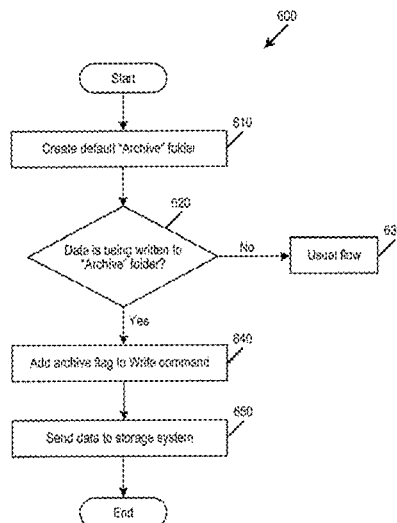 600
Start
610
Create default "Archive" folder
620
Data is being written to
"Archive" folder?
No
Usual flow
63
Yes
640
Add archive flag to Write command
650
Send data to storage system
End